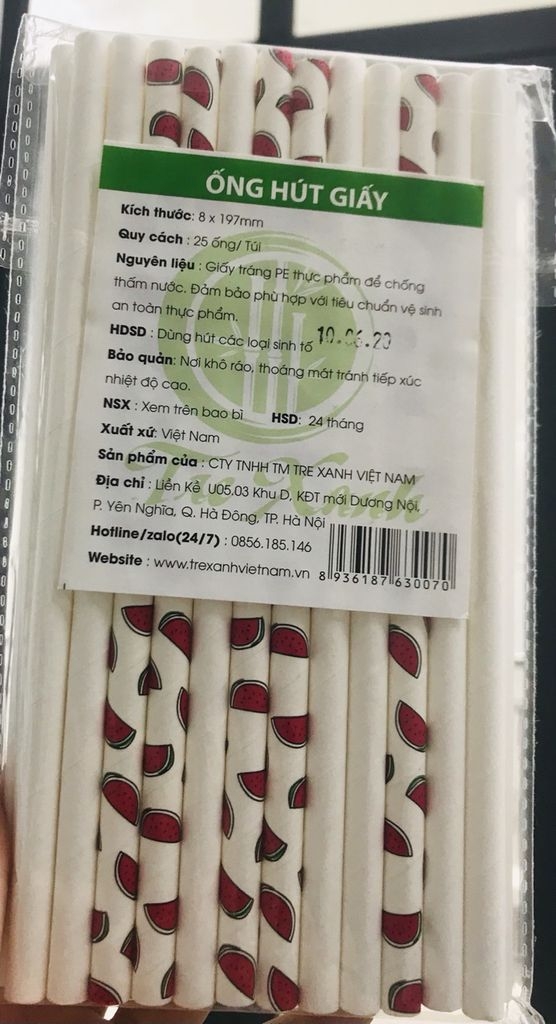 ỐNG HÚT GIẤY
Kích thước: 8 x 197mm
Quy cách : 25 ống/ Túi
Nguyên liệu : Giấy tráng PE thực phẩm để chống
thấm nước. Đảm bảo phù hợp với tiêu chuẩn vệ sinh
an toàn thực phẩm.
HDSD : Dùng hút các loại sinh tố 10.06.20
Bảo quản: Nơi khô ráo, thoáng mát tránh tiếp xúc
nhiệt độ cao.
NSX : Xem trên bao bì HSD: 24 tháng
Xuất xứ: Việt Nam
Sản phẩm của : CTY TNHH TM TRE XANH VIỆT NAM
Địa chỉ : Liền Kề U05.03 Khu D, KĐT mới Dương Nội,
P. Yên Nghĩa, Q. Hà Đông, TP. Hà Nội
Hotline/zalo(24/7) : 0856.185.146
Website : www.trexanhvietnam.vn
8 936187 630070
Tre Xanh